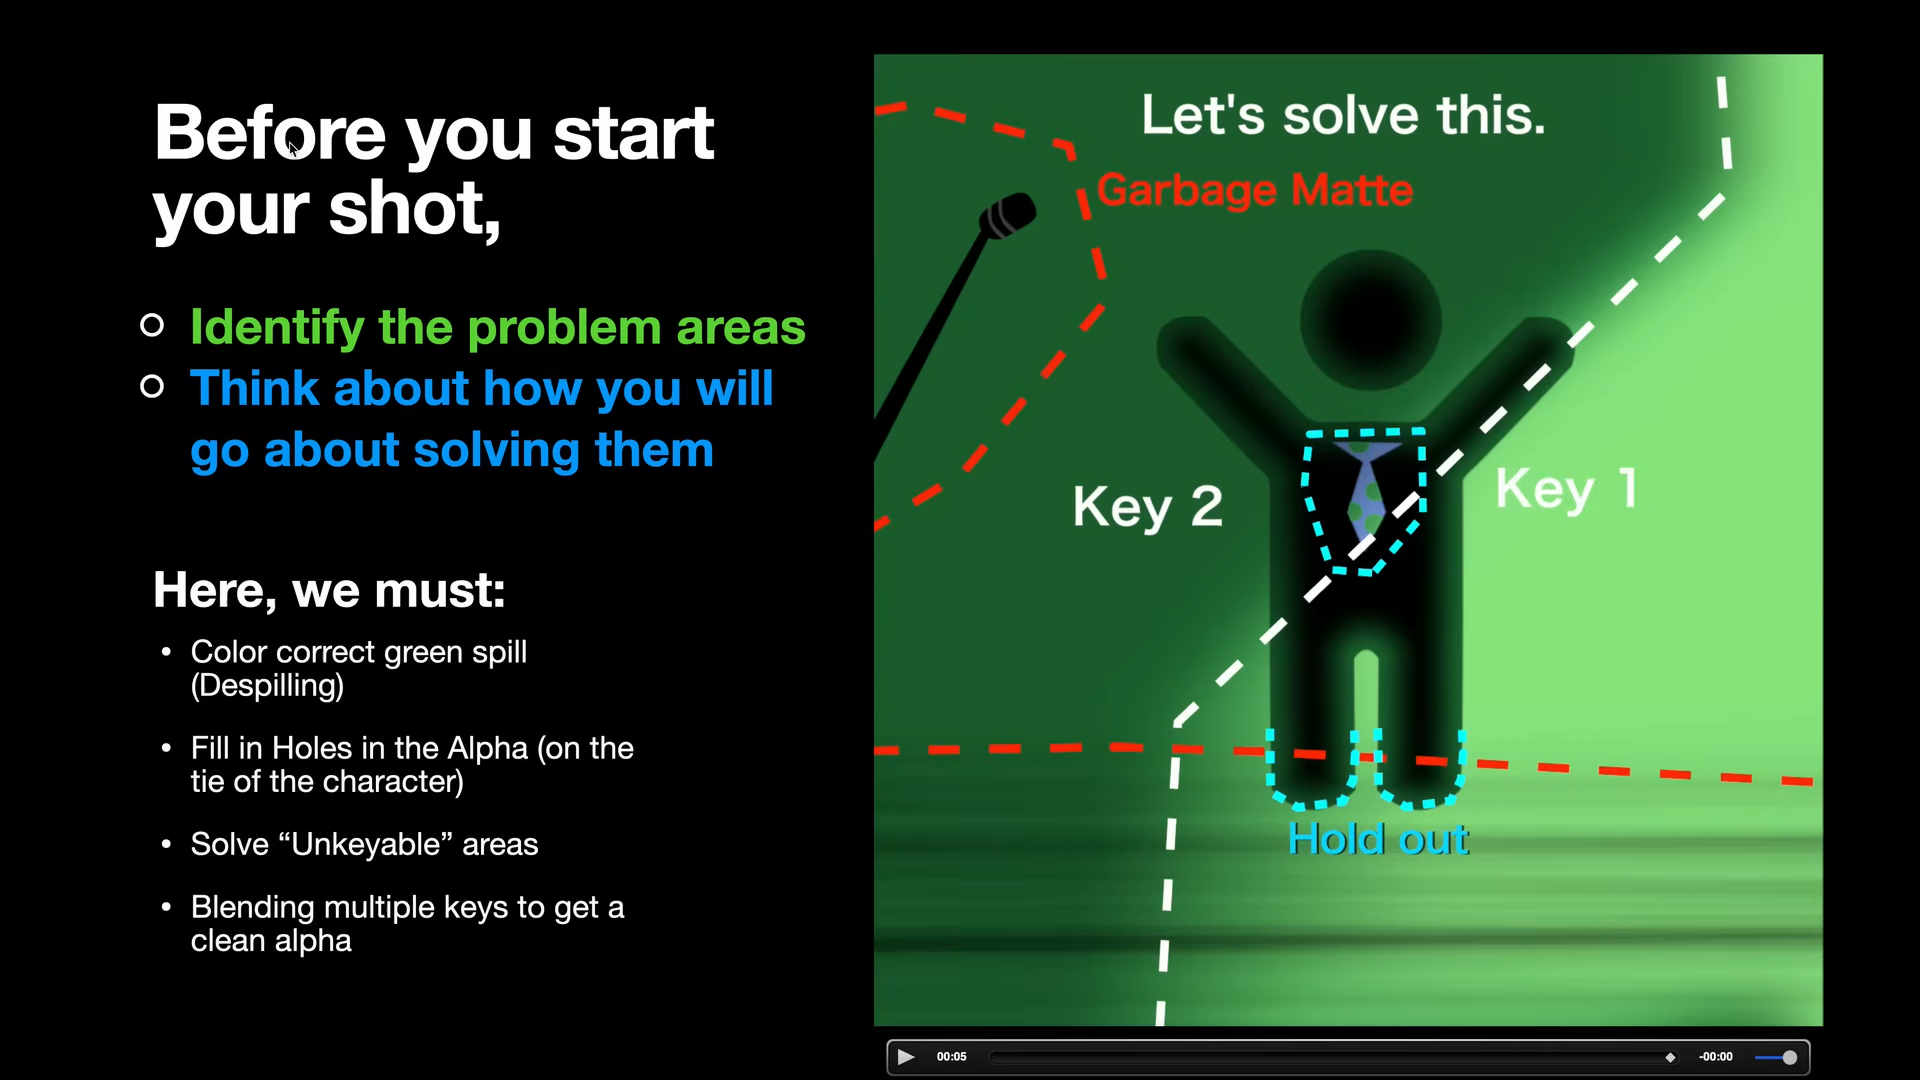 Before you start
your shot,
Identify the problem areas
Think about how you will
go about solving them
Here, we must:
Color correct green spill
(Despilling)
Fill in Holes in the Alpha (on the
tie of the character)
Solve “Unkeyable” areas
Blending multiple keys to get a
clean alpha
Let's solve this.
Garbage Matte
Key 2
Key 1
Hold out
00:05
-00:00